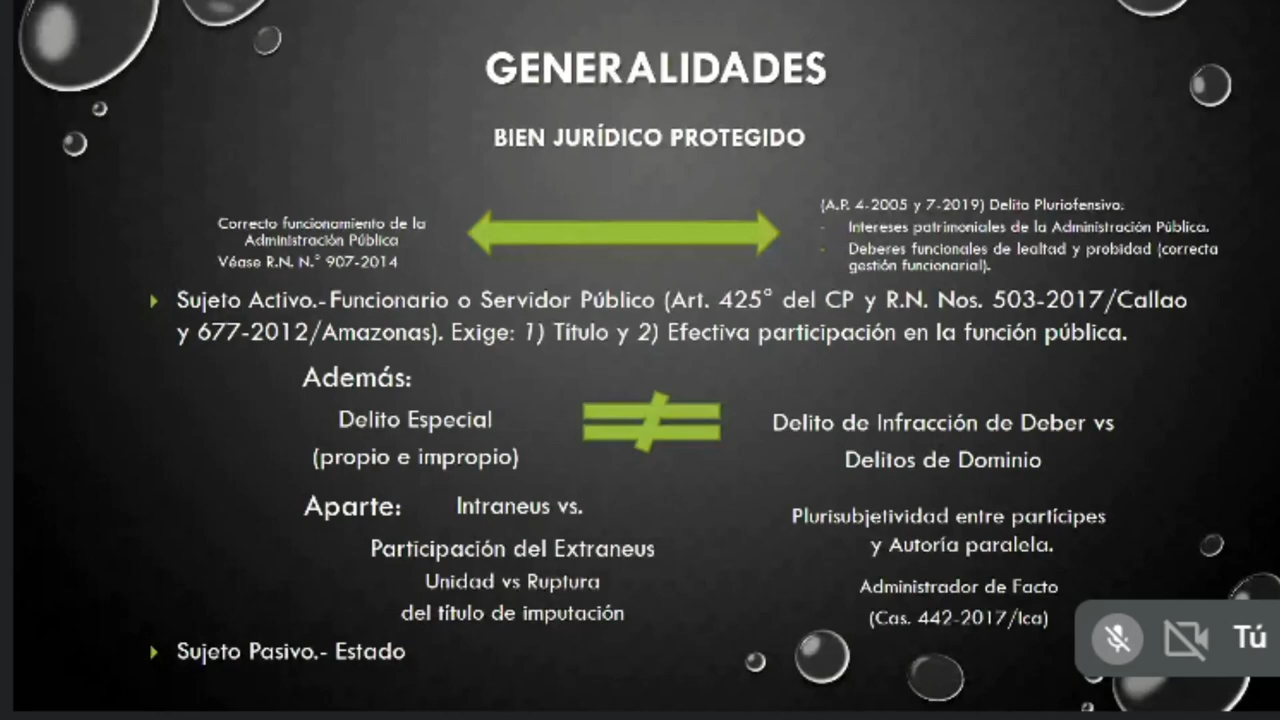 GENERALIDADES
BIEN JURÍDICO PROTEGIDO
Correcto funcionamiento de la
Administración Pública
Véase R.N. N.° 907-2014
(A.P. 4-2005 y 7-2019) Delito Pluriofensivo:
- Intereses patrimoniales de la Administración Pública.
- Deberes funcionales de lealtad y probidad (correcta
gestión funcionarial).
Sujeto Activo.- Funcionario o Servidor Público (Art. 425° del CP y R.N. Nos. 503-2017/Callao
y 677-2012/Amazonas). Exige: 1) Título y 2) Efectiva participación en la función pública.
Además:
Delito Especial
(propio e impropio)
Delito de Infracción de Deber vs
Delitos de Dominio
Aparte: Intraneus vs.
Participación del Extraneus
Unidad vs Ruptura
del título de imputación
Plurisubjetividad entre partícipes
y Autoría paralela.
Administrador de Facto
(Cas. 442-2017/Ica)
Sujeto Pasivo.- Estado
Tú